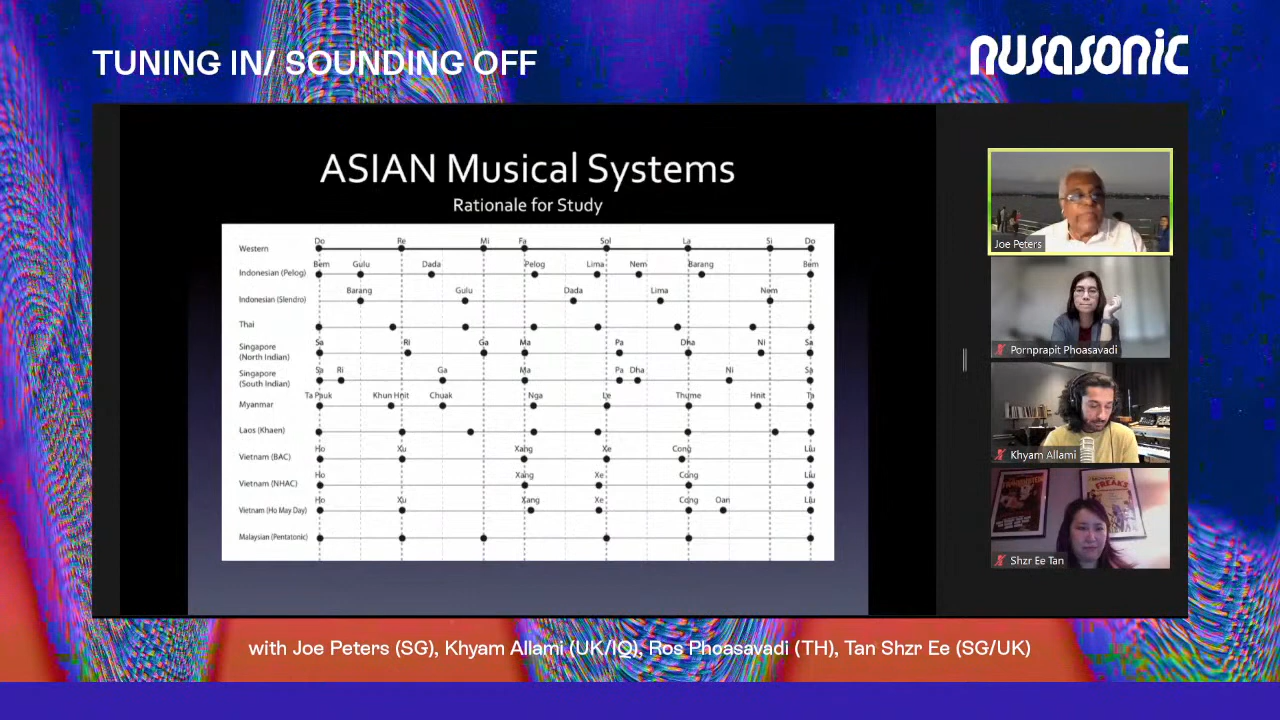 TUNING IN/ SOUNDING OFF
nusasonic
ASIAN Musical Systems
Rationale for Study
Western Do Re Mi Fa Sol La Si Do
Indonesian (Pelog) Bem Gulu Dada Pelog Lima Nem Barang Bem
Indonesian (Slendro) Barang Gulu Dada Lima Nem
Thai
Singapore
(North Indian) Sa Ri Ga Ma Pa Dha Ni Sa
Singapore
(South Indian) Sa Ri Ga Ma Pa Dha Ni Sa
Myanmar Ta Pauk Khun Hnit Chuak Nga Le Thume Hnit Ta
Laos (Khaen)
Vietnam (BAC) Ho Xu Xang Xe Cong Liu
Vietnam (NHAC) Ho Xang Xe Cong Liu
Vietnam (Ho May Day) Ho Xu Xang Xe Cong Oan Liu
Malaysian (Pentatonic)
Joe Peters
Pornprapit Phoasavadi
Khyam Allami
FREAKS
Shzr Ee Tan
with Joe Peters (SG), Khyam Allami (UK/IQ), Ros Phoasavadi (TH), Tan Shzr Ee (SG/UK)